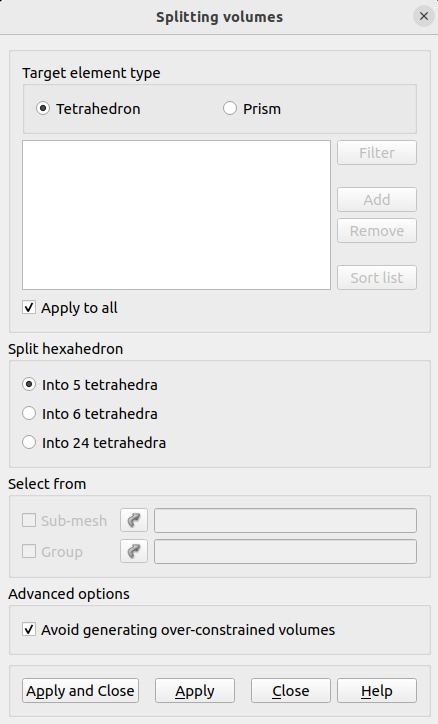 Splitting volumes
Target element type
Tetrahedron Prism
Filter
Add
Remove
Sort list
Apply to all
Split hexahedron
Into 5 tetrahedra
Into 6 tetrahedra
Into 24 tetrahedra
Select from
Sub-mesh
Group
Advanced options
Avoid generating over-constrained volumes
Apply and Close Apply Close Help